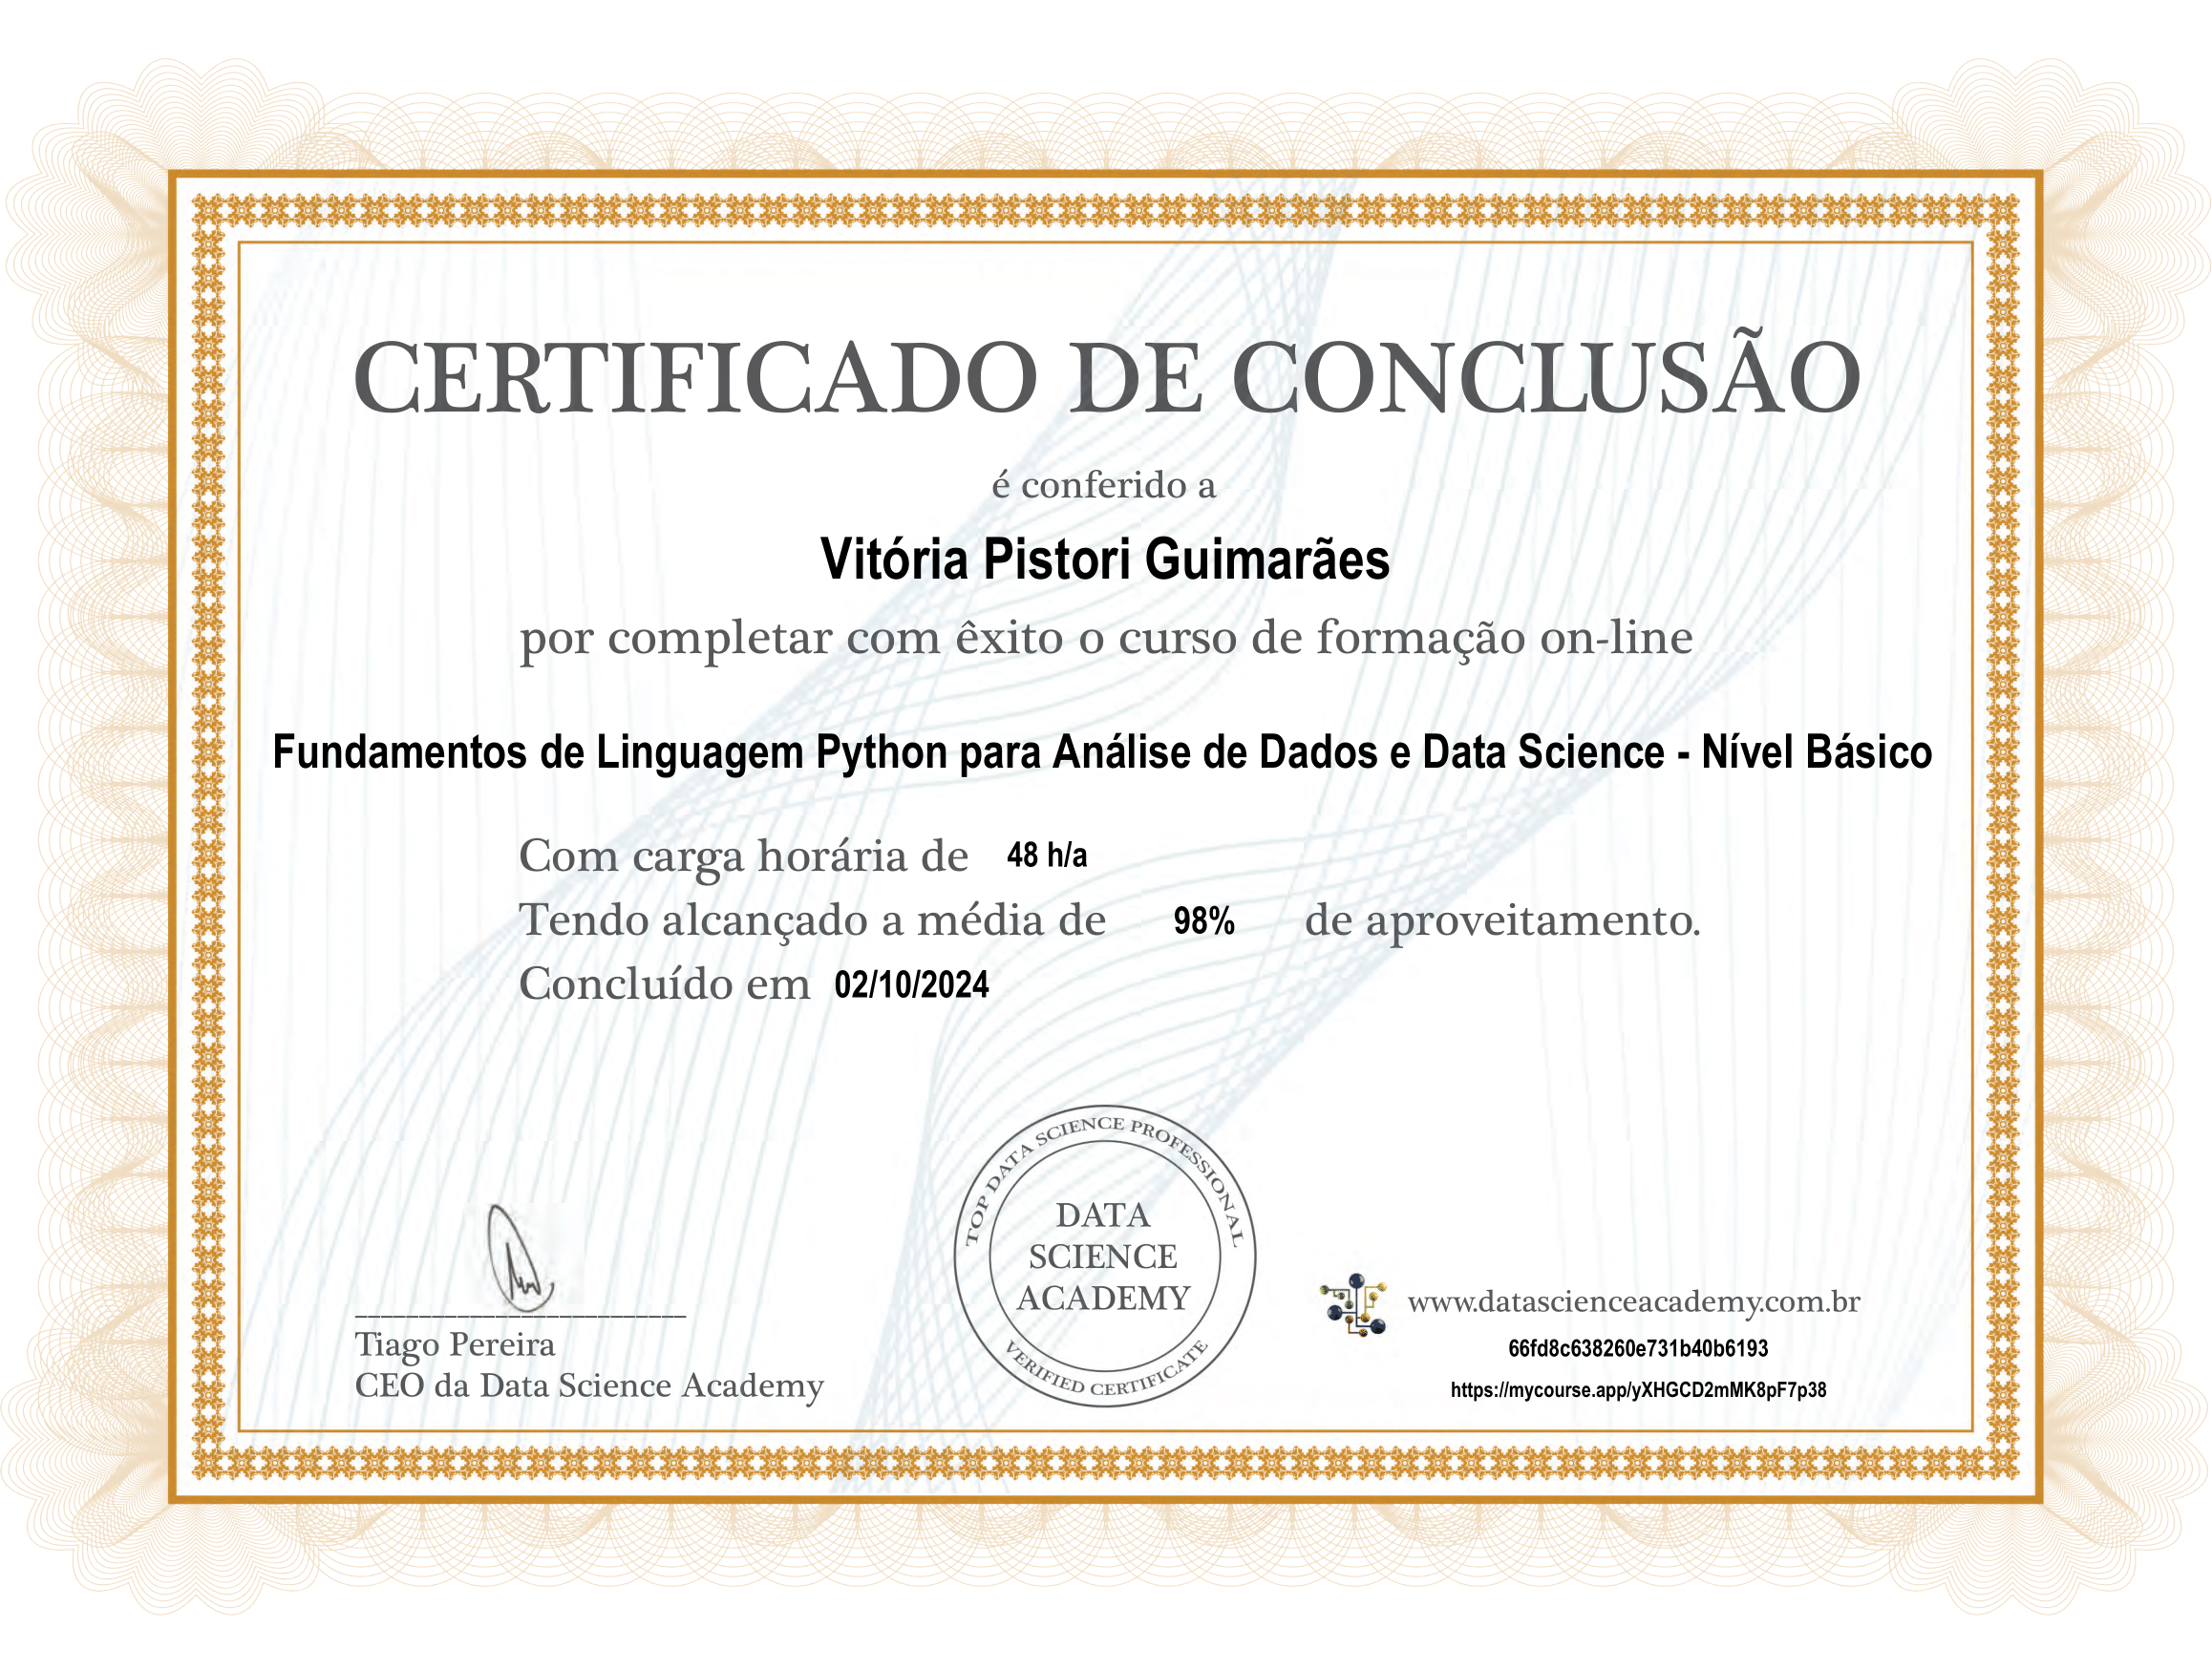 CERTIFICADO DE CONCLUSÃO
é conferido a
Vitória Pistori Guimarães
por completar com êxito o curso de formação on-line
Fundamentos de Linguagem Python para Análise de Dados e Data Science - Nível Básico
Com carga horária de 48 h/a
Tendo alcançado a média de 98% de aproveitamento.
Concluído em 02/10/2024
TOP DATA SCIENCE PROFESSIONAL
DATA
SCIENCE
ACADEMY
VERIFIED CERTIFICATE
Tiago Pereira
CEO da Data Science Academy
www.datascienceacademy.com.br
66fd8c638260e731b40b6193
https://mycourse.app/yXHGCD2mMK8pF7p38